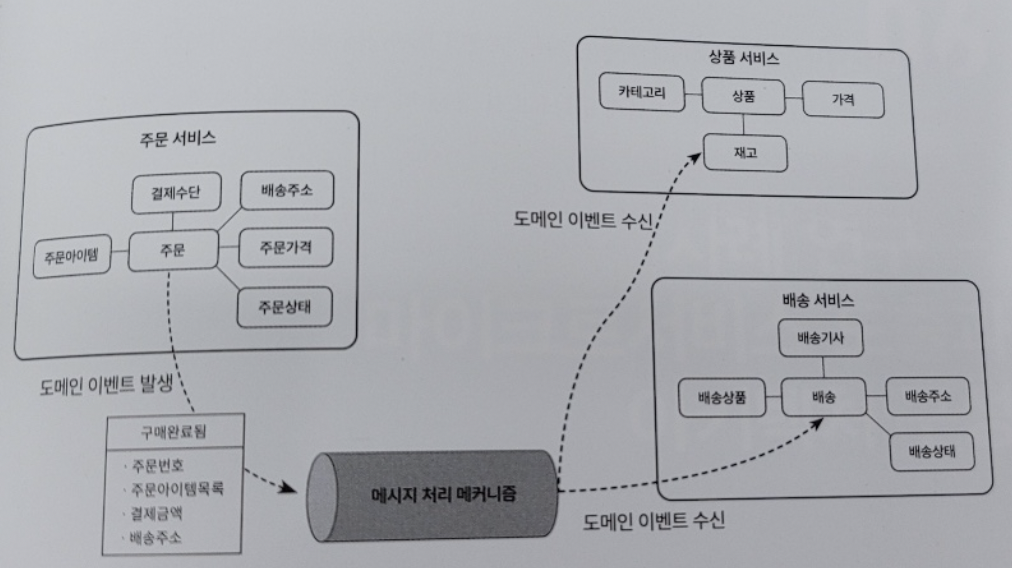 상품 서비스
카테고리
상품
가격
재고
주문 서비스
결제수단
배송주소
주문아이템
주문
주문가격
주문상태
도메인 이벤트 수신
도메인 이벤트 발생
배송 서비스
배송기사
배송상품
배송
배송주소
배송상태
구매완료됨
· 주문번호
· 주문아이템목록
· 결제금액
· 배송주소
메시지 처리 메커니즘
도메인 이벤트 수신